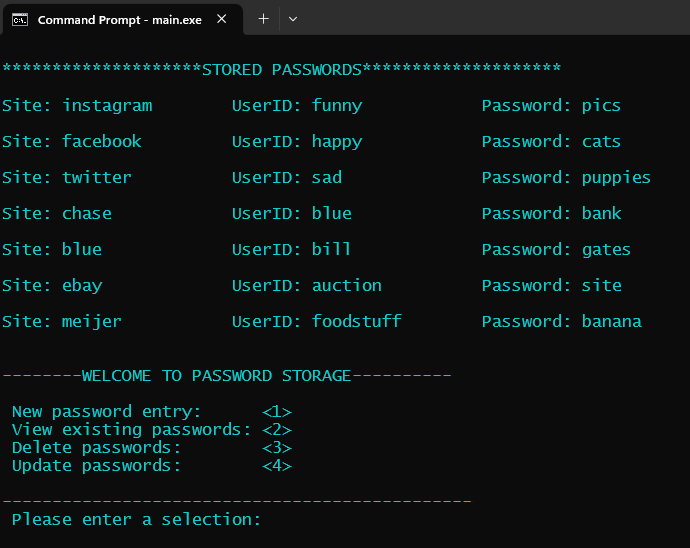 Command Prompt - main.exe
********************STORED PASSWORDS********************
Site: instagram        UserID: funny            Password: pics
Site: facebook         UserID: happy            Password: cats
Site: twitter          UserID: sad              Password: puppies
Site: chase            UserID: blue             Password: bank
Site: blue             UserID: bill             Password: gates
Site: ebay             UserID: auction          Password: site
Site: meijer           UserID: foodstuff        Password: banana
--------WELCOME TO PASSWORD STORAGE----------
New password entry:      <1>
View existing passwords: <2>
Delete passwords:        <3>
Update passwords:        <4>
-----------------------------------------------
Please enter a selection: